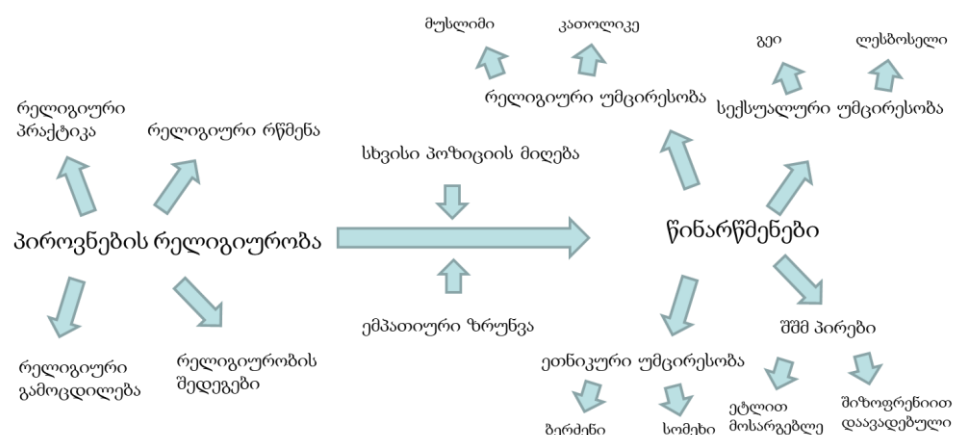 მუსლიმი
კათოლიკე
გეი
ლესბოსელი
რელიგიური უმცირესობა
სექსუალური უმცირესობა
რელიგიური
პრაქტიკა
რელიგიური რწმენა
სხვისი პოზიციის მიღება
პიროვნების რელიგიურობა
წინარწმენები
ემპათიური ზრუნვა
შშმ პირები
რელიგიური
გამოცდილება
რელიგიურობის
შედეგები
ეთნიკური უმცირესობა
ბერძენი
სომეხი
ეტლით
მოსარგებლე
შიზოფრენიით
დაავადებული